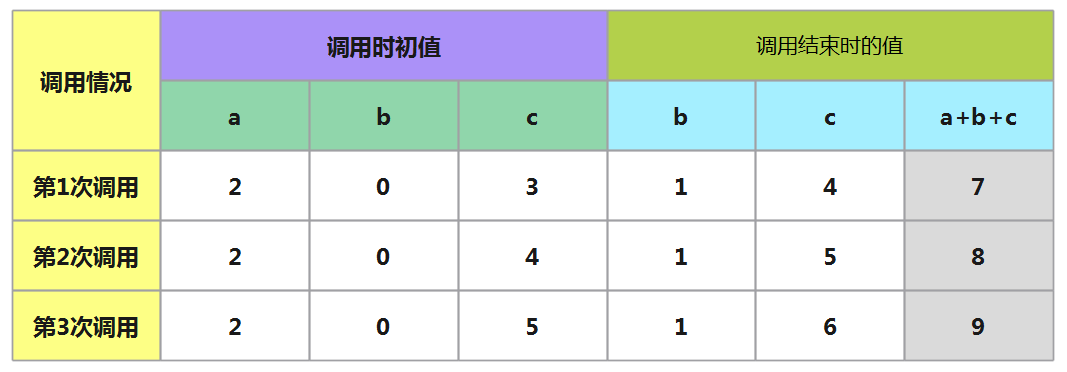 调用情况 调用时初值 调用结束时的值
a b c b c a+b+c
第1次调用 2 0 3 1 4 7
第2次调用 2 0 4 1 5 8
第3次调用 2 0 5 1 6 9